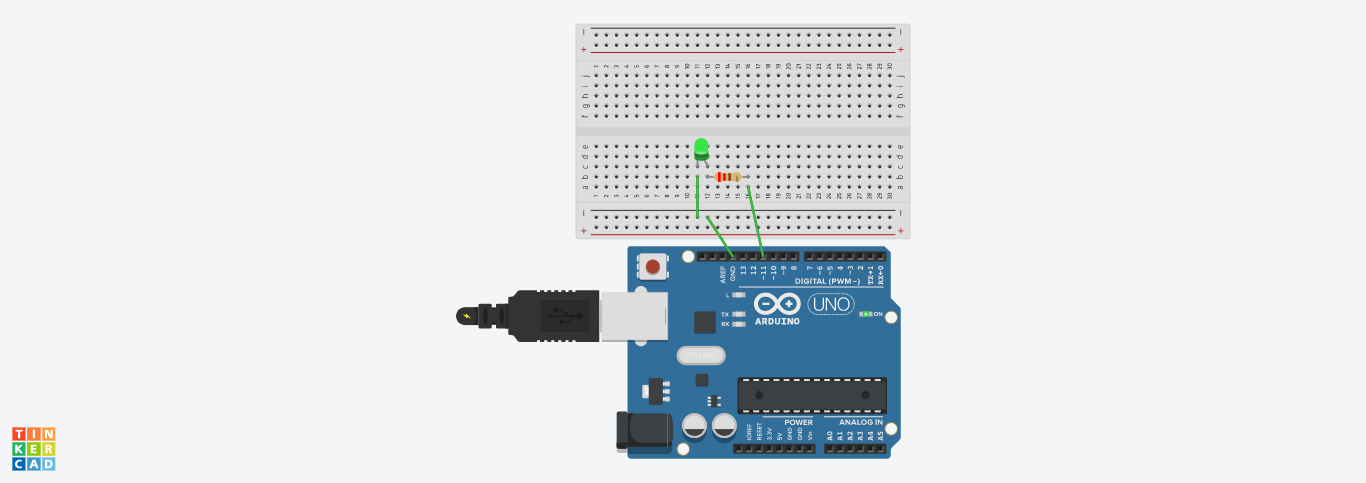 − −
+ +
1 2 3 4 5 6 7 8 9 10 11 12 13 14 15 16 17 18 19 20 21 22 23 24 25 26 27 28 29 30
j j
i i
h h
g g
f f
e e
d d
c c
b b
a a
1 2 3 4 5 6 7 8 9 10 12 13 14 15 16 17 18 19 20 21 22 23 24 25 26 27 28 29 30
− −
+ +
AREF GND 13 12 ~11 ~10 ~9 8 7 ~6 ~5 4 ~3 2 TX→1 RX←0
DIGITAL (PWM~)
L
TX
RX
UNO
ARDUINO
ON
POWER ANALOG IN
IOREF RESET 3.3V 5V GND GND Vin A0 A1 A2 A3 A4 A5
TIN
KER
CAD